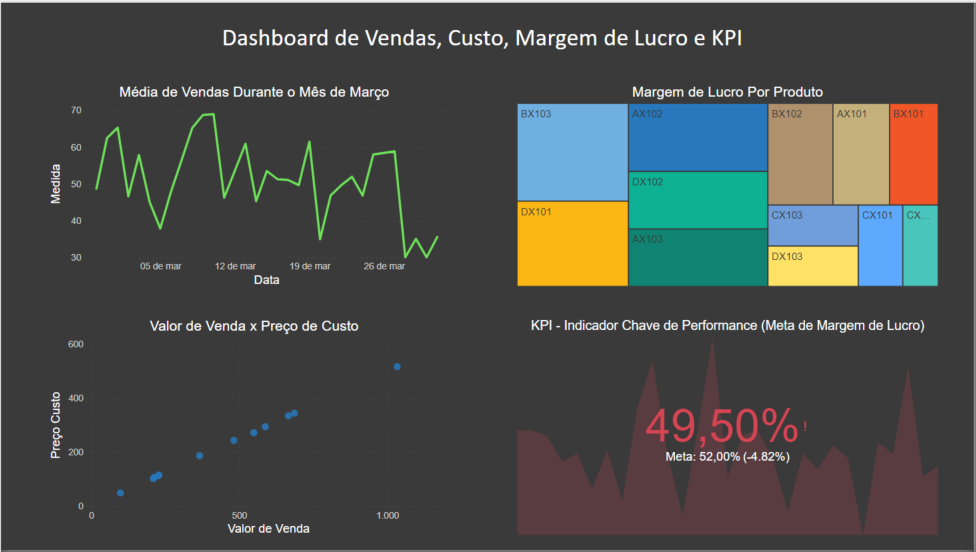 Dashboard de Vendas, Custo, Margem de Lucro e KPI
Média de Vendas Durante o Mês de Março
Medida
70
60
50
40
30
05 de mar
12 de mar
19 de mar
26 de mar
Data
Margem de Lucro Por Produto
BX103
AX102
BX102
AX101
BX101
DX102
DX101
CX103
CX101
CX...
AX103
DX103
Valor de Venda x Preço de Custo
Preço Custo
600
400
200
0
0
500
1.000
Valor de Venda
KPI - Indicador Chave de Performance (Meta de Margem de Lucro)
49,50%!
Meta: 52,00% (-4.82%)